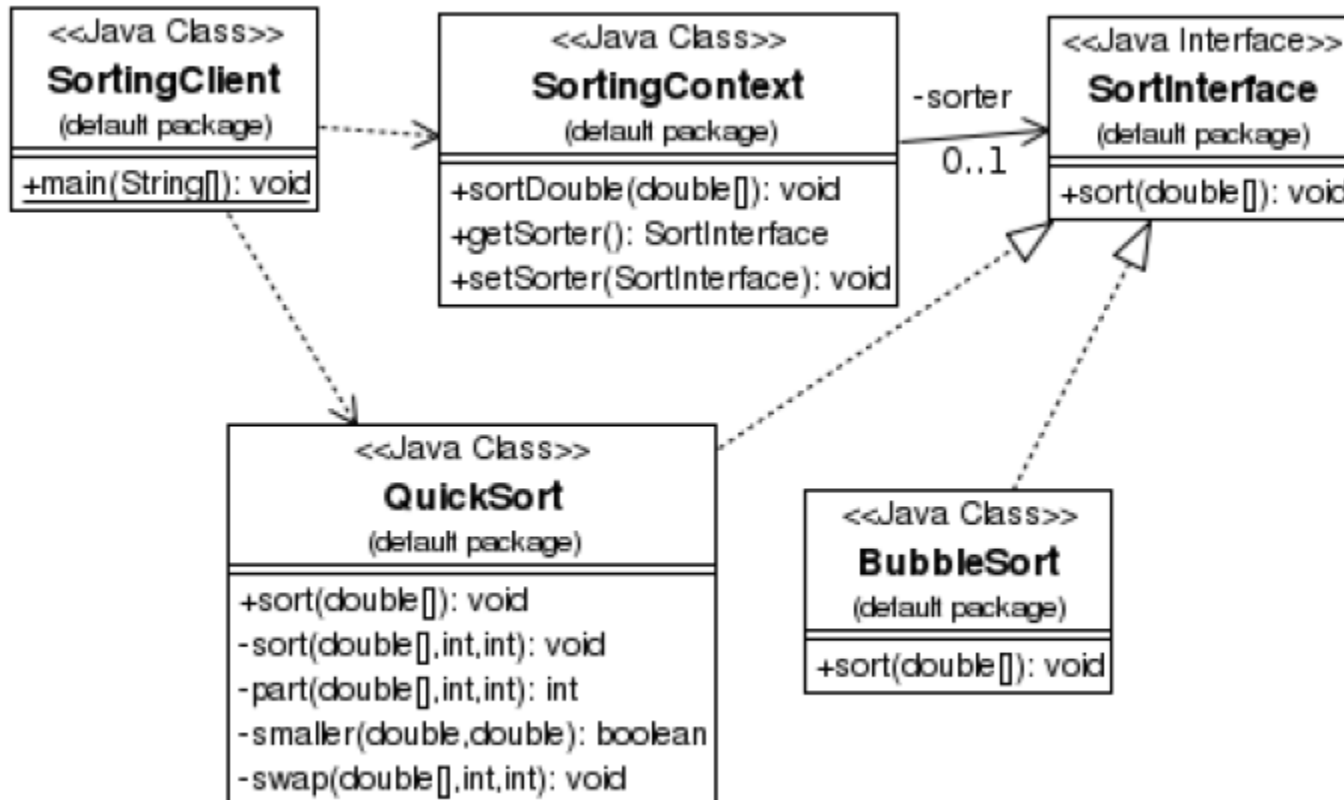 <<Java Class>>
SortingClient
(default package)
+main(String[]): void
<<Java Class>>
SortingContext
(default package)
+sortDouble(double[]): void
+getSorter(): SortInterface
+setSorter(SortInterface): void
-sorter
0..1
<<Java Interface>>
SortInterface
(default package)
+sort(double[]): void
<<Java Class>>
QuickSort
(default package)
+sort(double[]): void
-sort(double[],int,int): void
-part(double[],int,int): int
-smaller(double,double): boolean
-swap(double[],int,int): void
<<Java Class>>
BubbleSort
(default package)
+sort(double[]): void